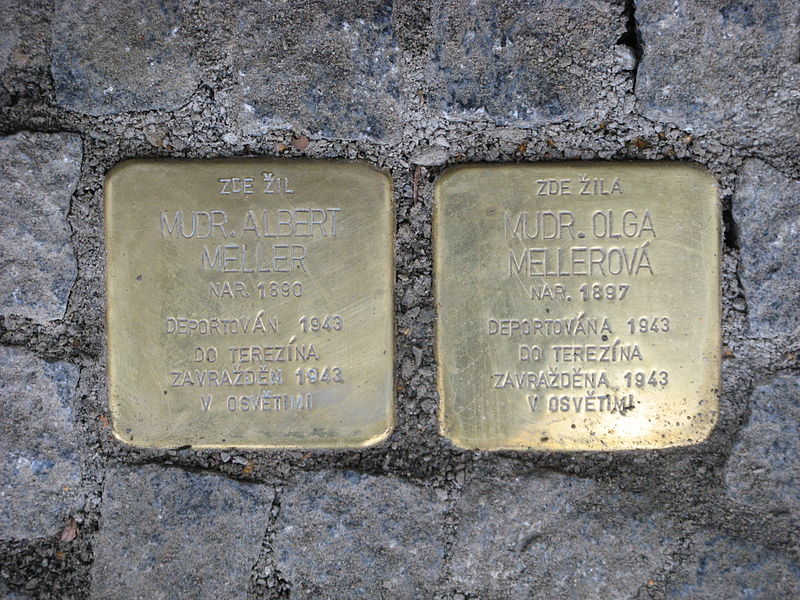 ZDE ŽIL
MUDR. ALBERT
MELLER
NAR. 1890
DEPORTOVÁN 1943
DO TEREZÍNA
ZAVRAŽDĚN 1943
V OSVĚTIMI
ZDE ŽILA
MUDR. OLGA
MELLEROVÁ
NAR. 1897
DEPORTOVÁNA 1943
DO TEREZÍNA
ZAVRAŽDĚNA 1943
V OSVĚTIMI